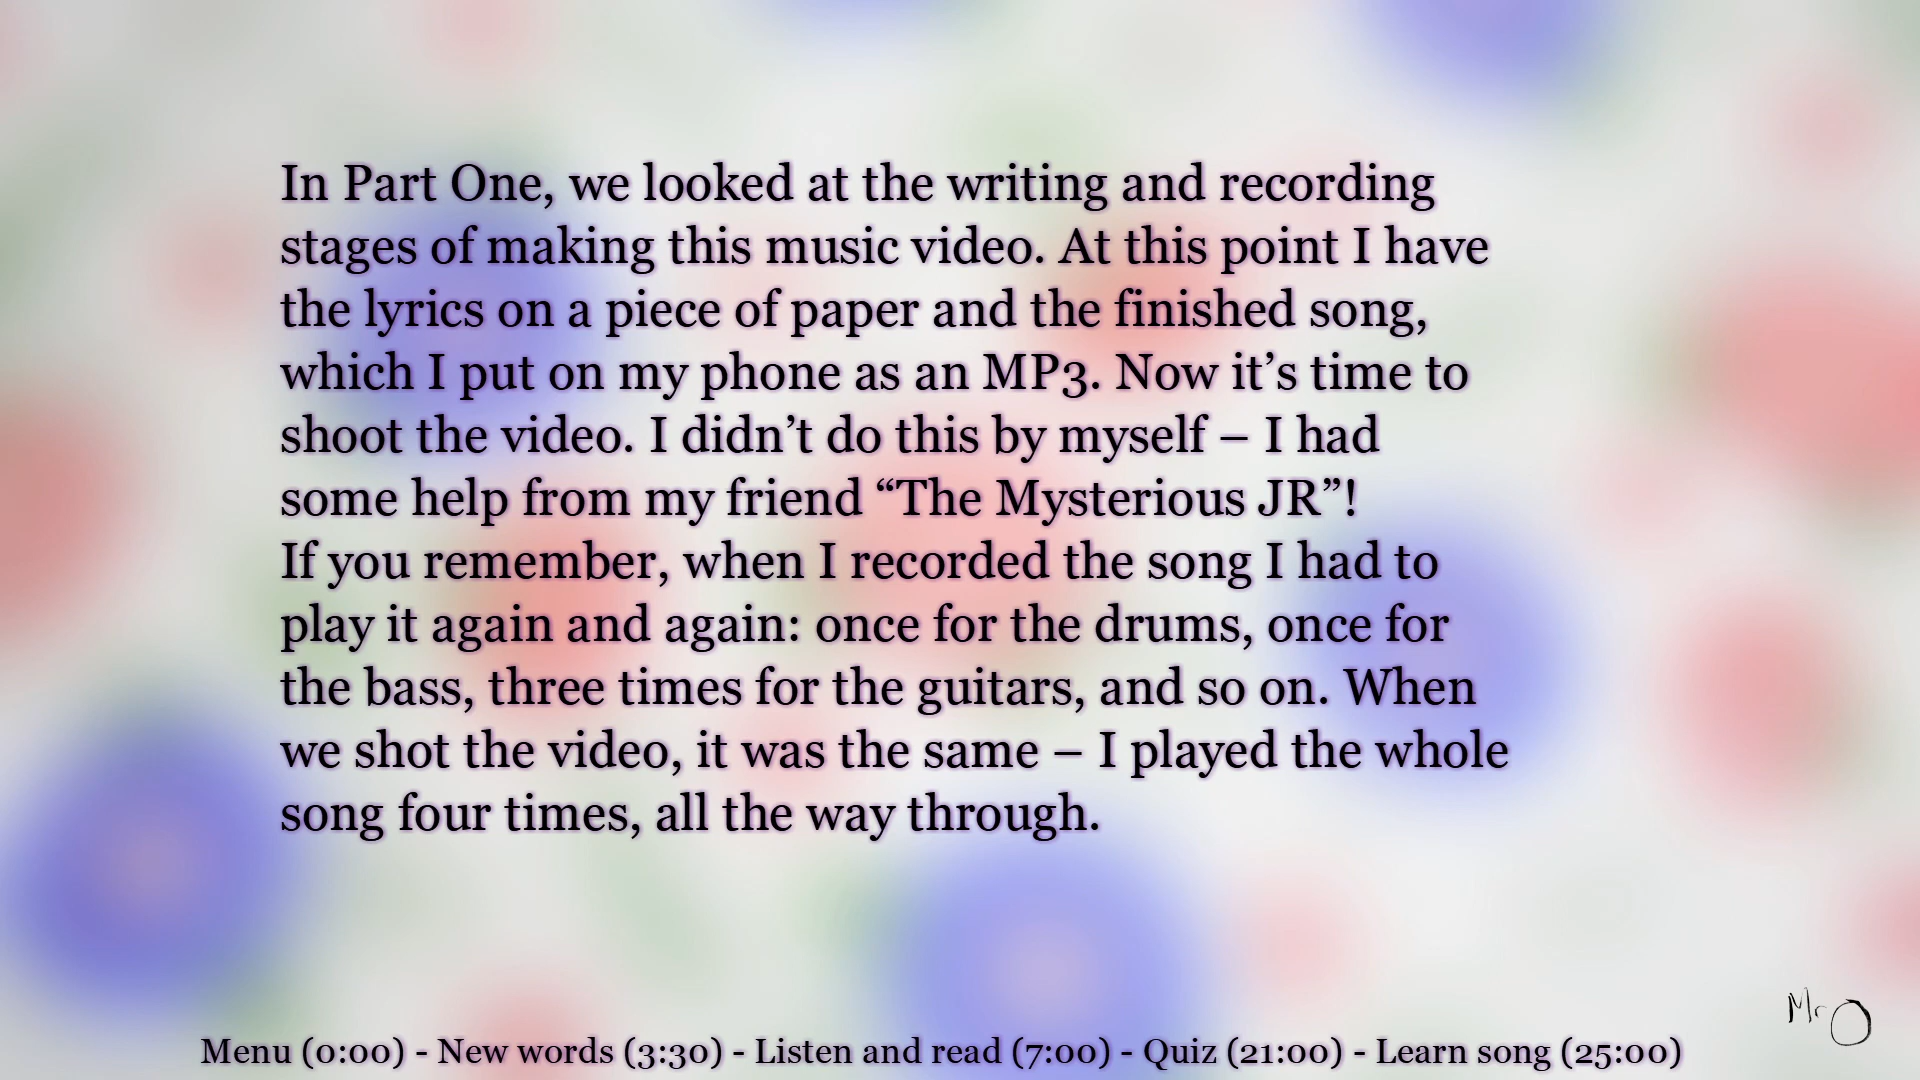 In Part One, we looked at the writing and recording
stages of making this music video. At this point I have
the lyrics on a piece of paper and the finished song,
which I put on my phone as an MP3. Now it’s time to
shoot the video. I didn’t do this by myself – I had
some help from my friend “The Mysterious JR”!
If you remember, when I recorded the song I had to
play it again and again: once for the drums, once for
the bass, three times for the guitars, and so on. When
we shot the video, it was the same – I played the whole
song four times, all the way through.
Mr O
Menu (0:00) - New words (3:30) - Listen and read (7:00) - Quiz (21:00) - Learn song (25:00)